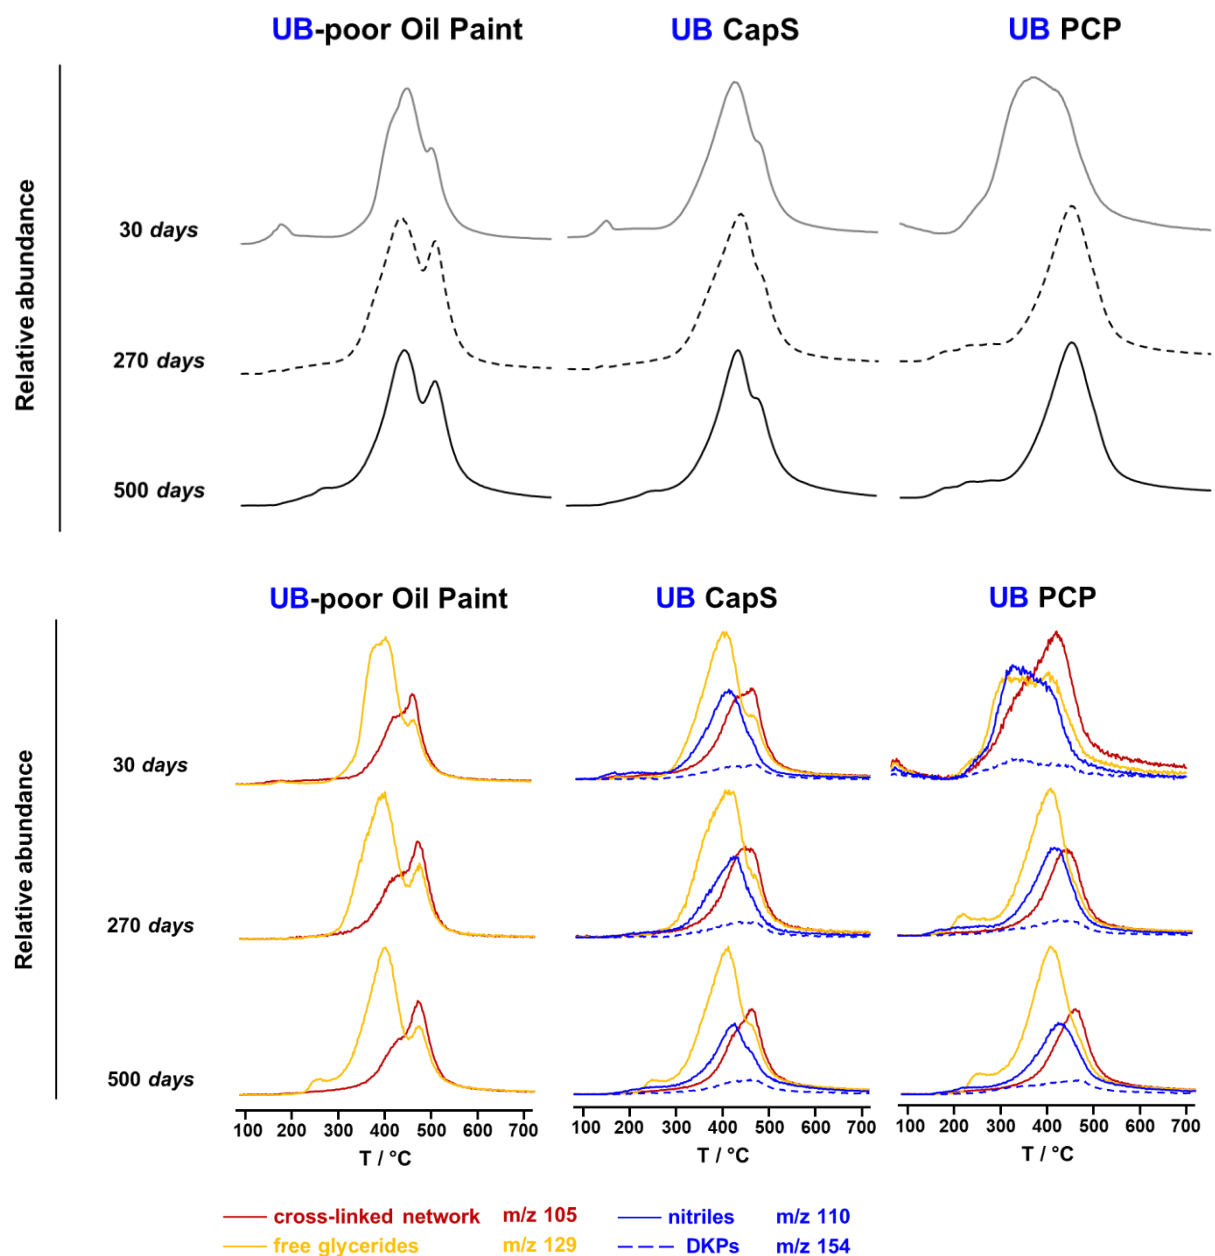 UB-poor Oil Paint UB CapS UB PCP
Relative abundance
30 days
270 days
500 days
UB-poor Oil Paint UB CapS UB PCP
Relative abundance
30 days
270 days
500 days
100 200 300 400 500 600 700 100 200 300 400 500 600 700 100 200 300 400 500 600 700
T / °C T / °C T / °C
cross-linked network m/z 105 nitriles m/z 110
free glycerides m/z 129 DKPs m/z 154